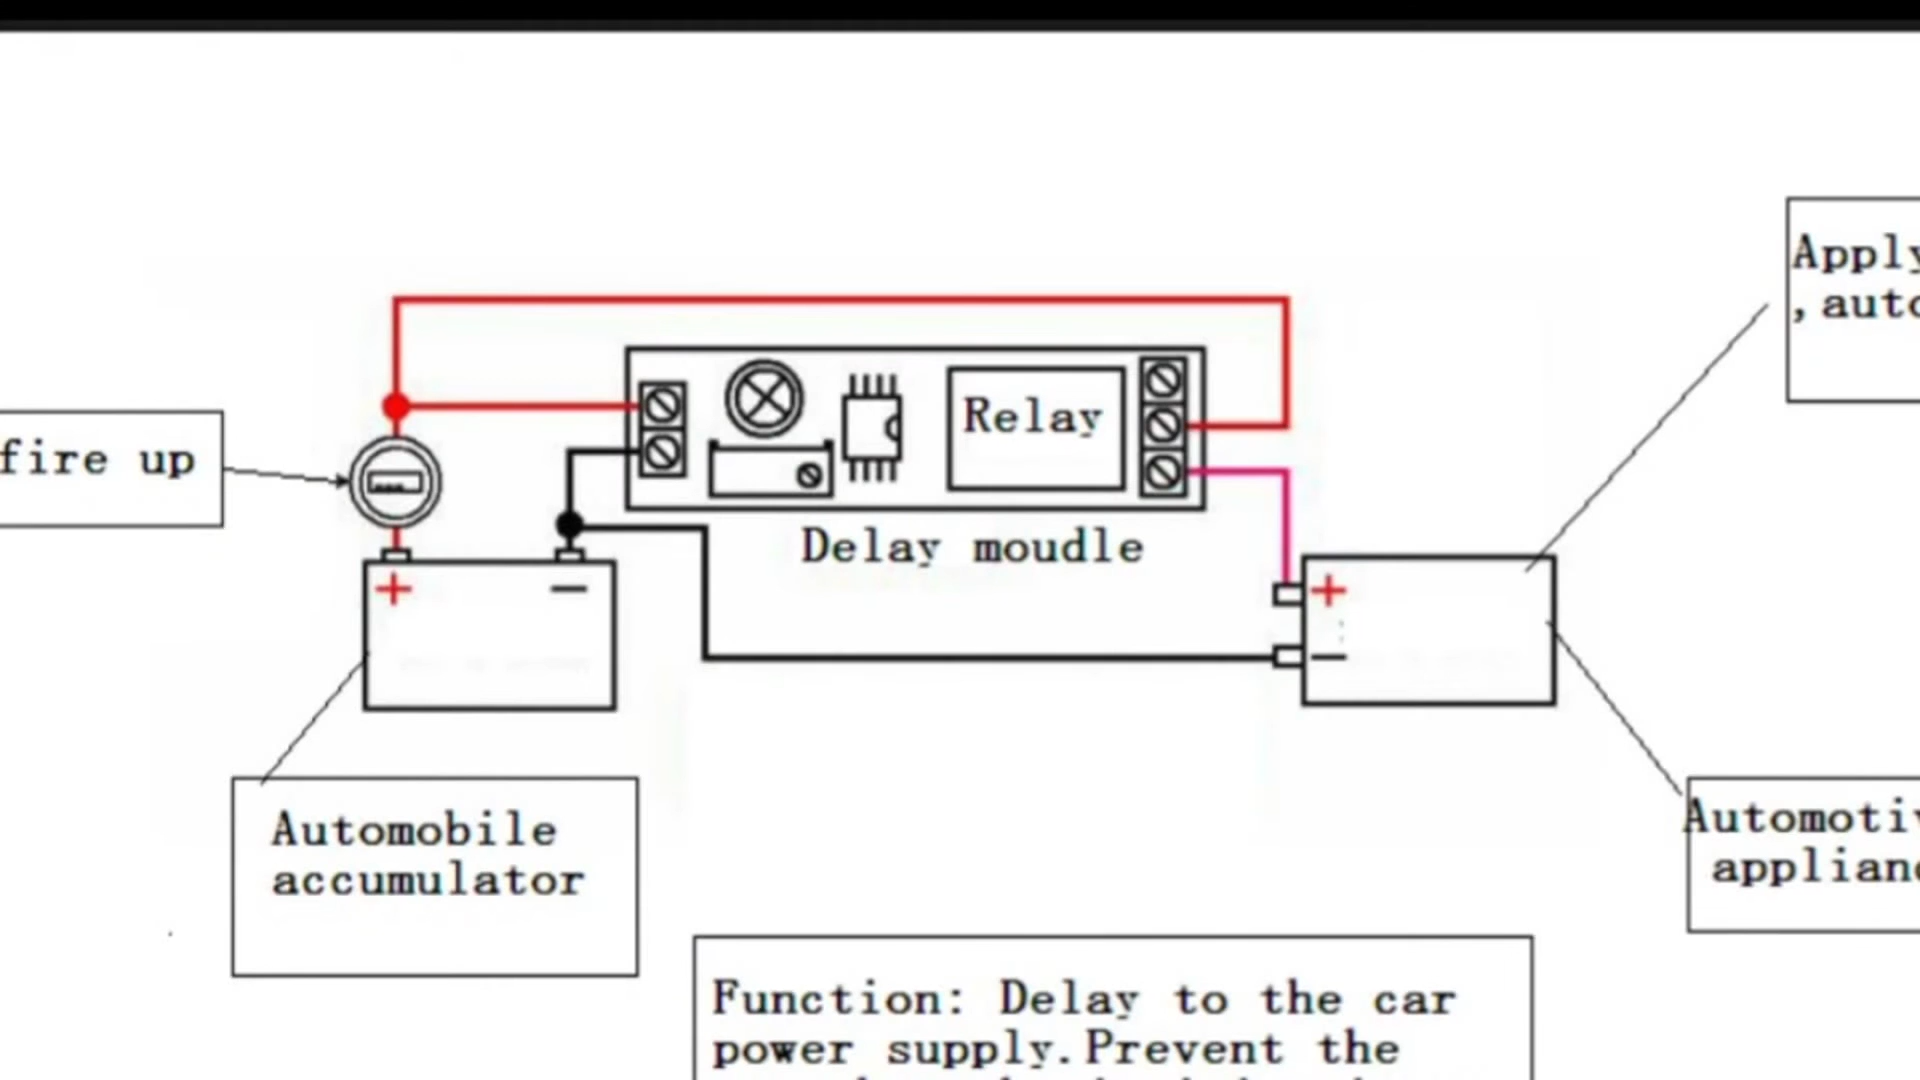 Apply
,auto
fire up
Relay
Delay moudle
+
—
+
—
Automobile
accumulator
Automotiv
applianc
Function: Delay to the car
power supply.Prevent the